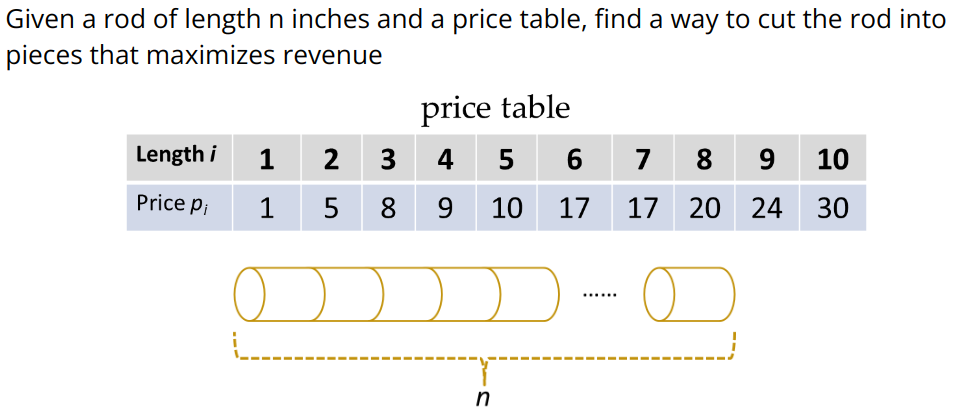 Given a rod of length n inches and a price table, find a way to cut the rod into
pieces that maximizes revenue
price table
Length i 1 2 3 4 5 6 7 8 9 10
Price pᵢ 1 5 8 9 10 17 17 20 24 30
......
n